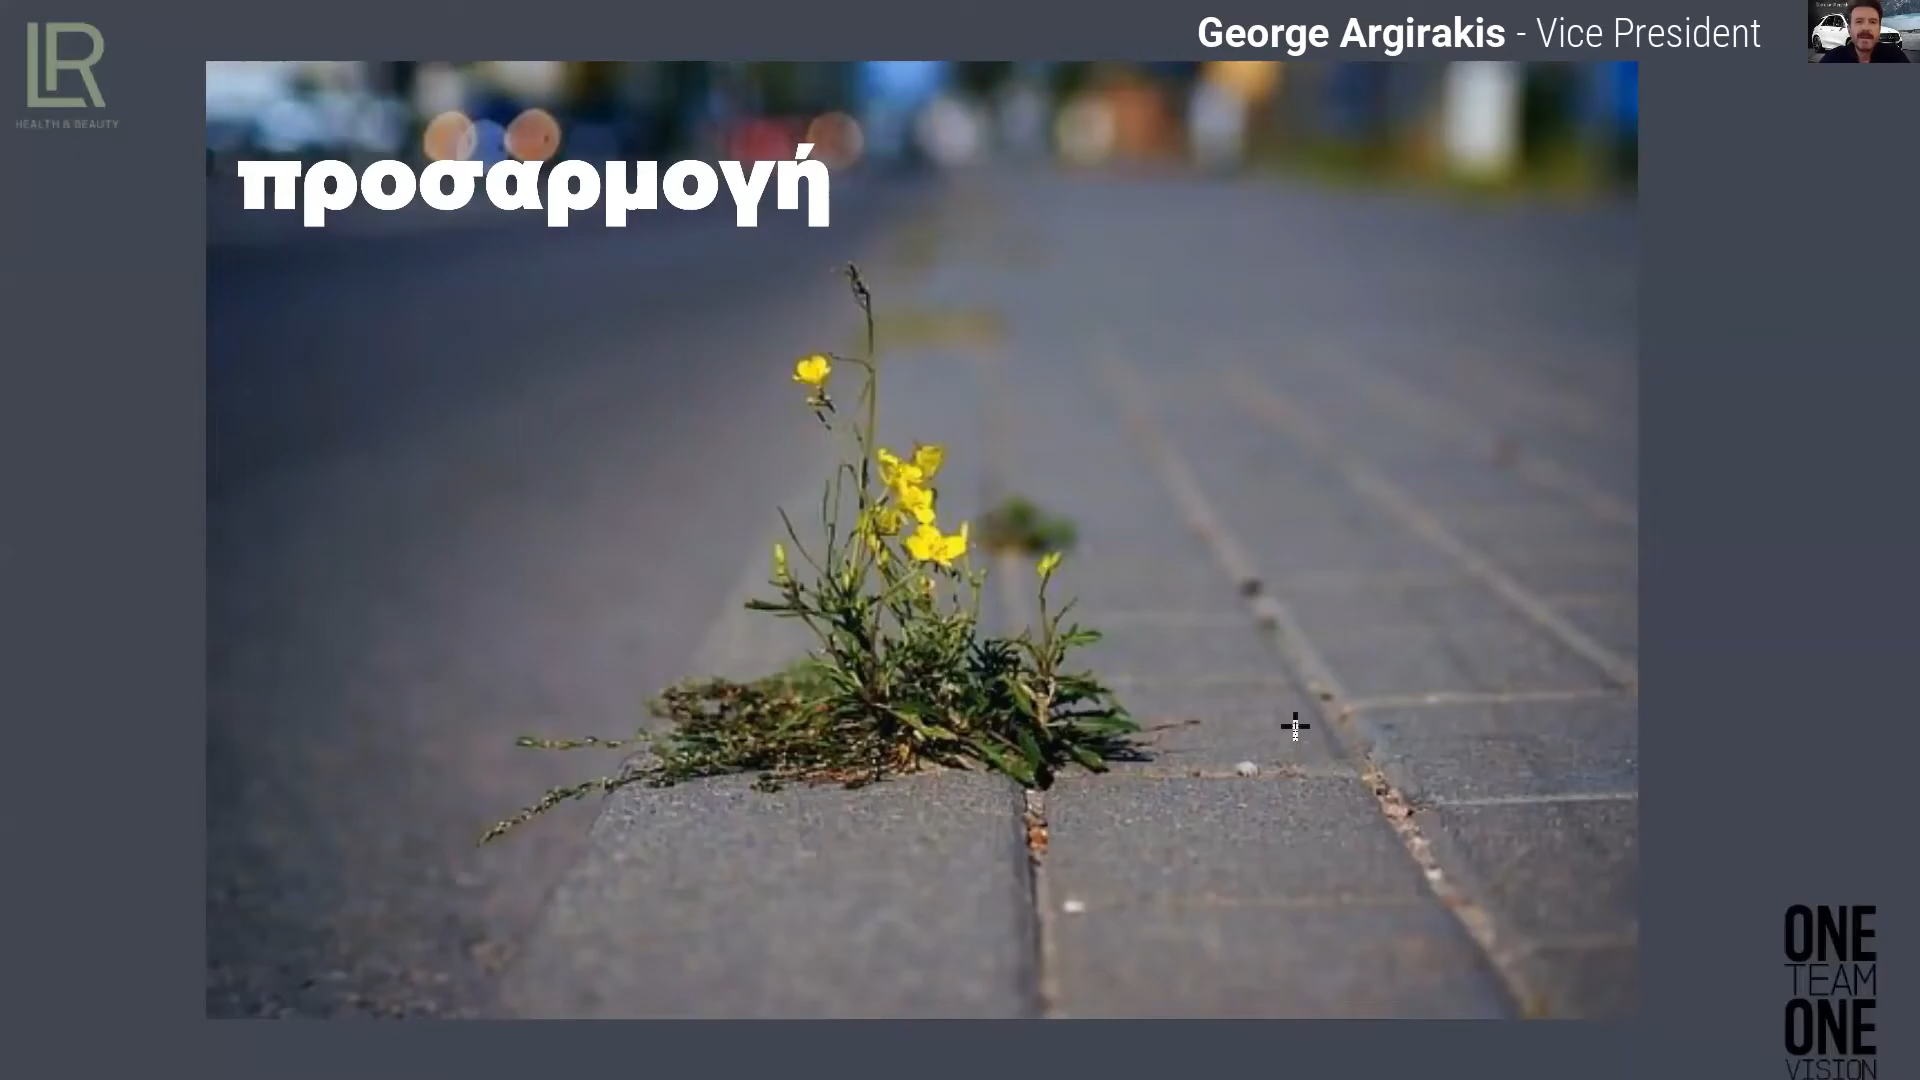 LR
HEALTH & BEAUTY
George Argirakis - Vice President
προσαρμογή
ONE
TEAM
ONE
VISION